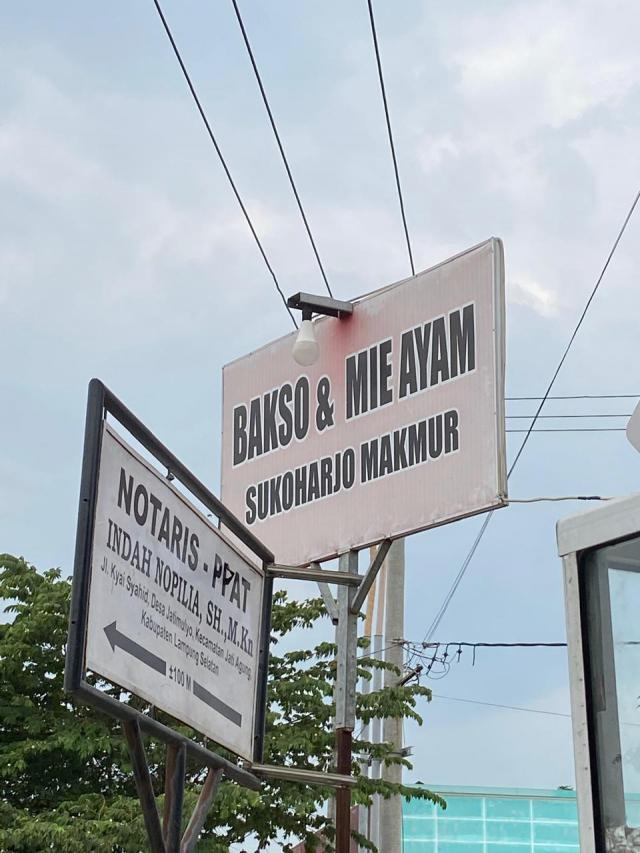 BAKSO & MIE AYAM
SUKOHARJO MAKMUR
NOTARIS - PPAT
INDAH NOPILIA, SH.,M.Kn
Jl. Kyai Syahid, Desa Jatimulyo, Kecamatan Jati Agung
Kabupaten Lampung Selatan
±100 M